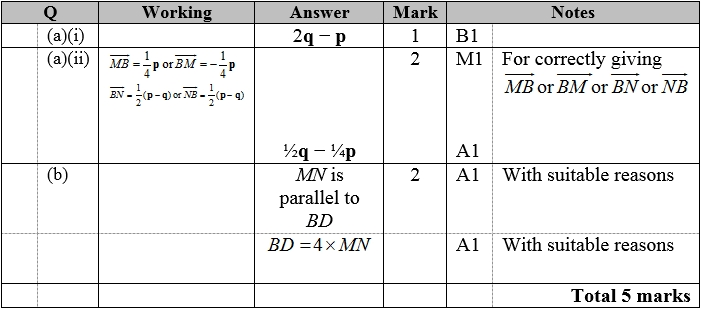 Q Working Answer Mark Notes
(a)(i) 2q − p 1 B1
(a)(ii) MB = 1/4 p or BM = −1/4 p 2 M1 For correctly giving
BN = 1/2(p − q) or NB = 1/2(p − q) MB or BM or BN or NB
½q − ¼p A1
(b) MN is 2 A1 With suitable reasons
parallel to
BD
BD = 4 × MN A1 With suitable reasons
Total 5 marks